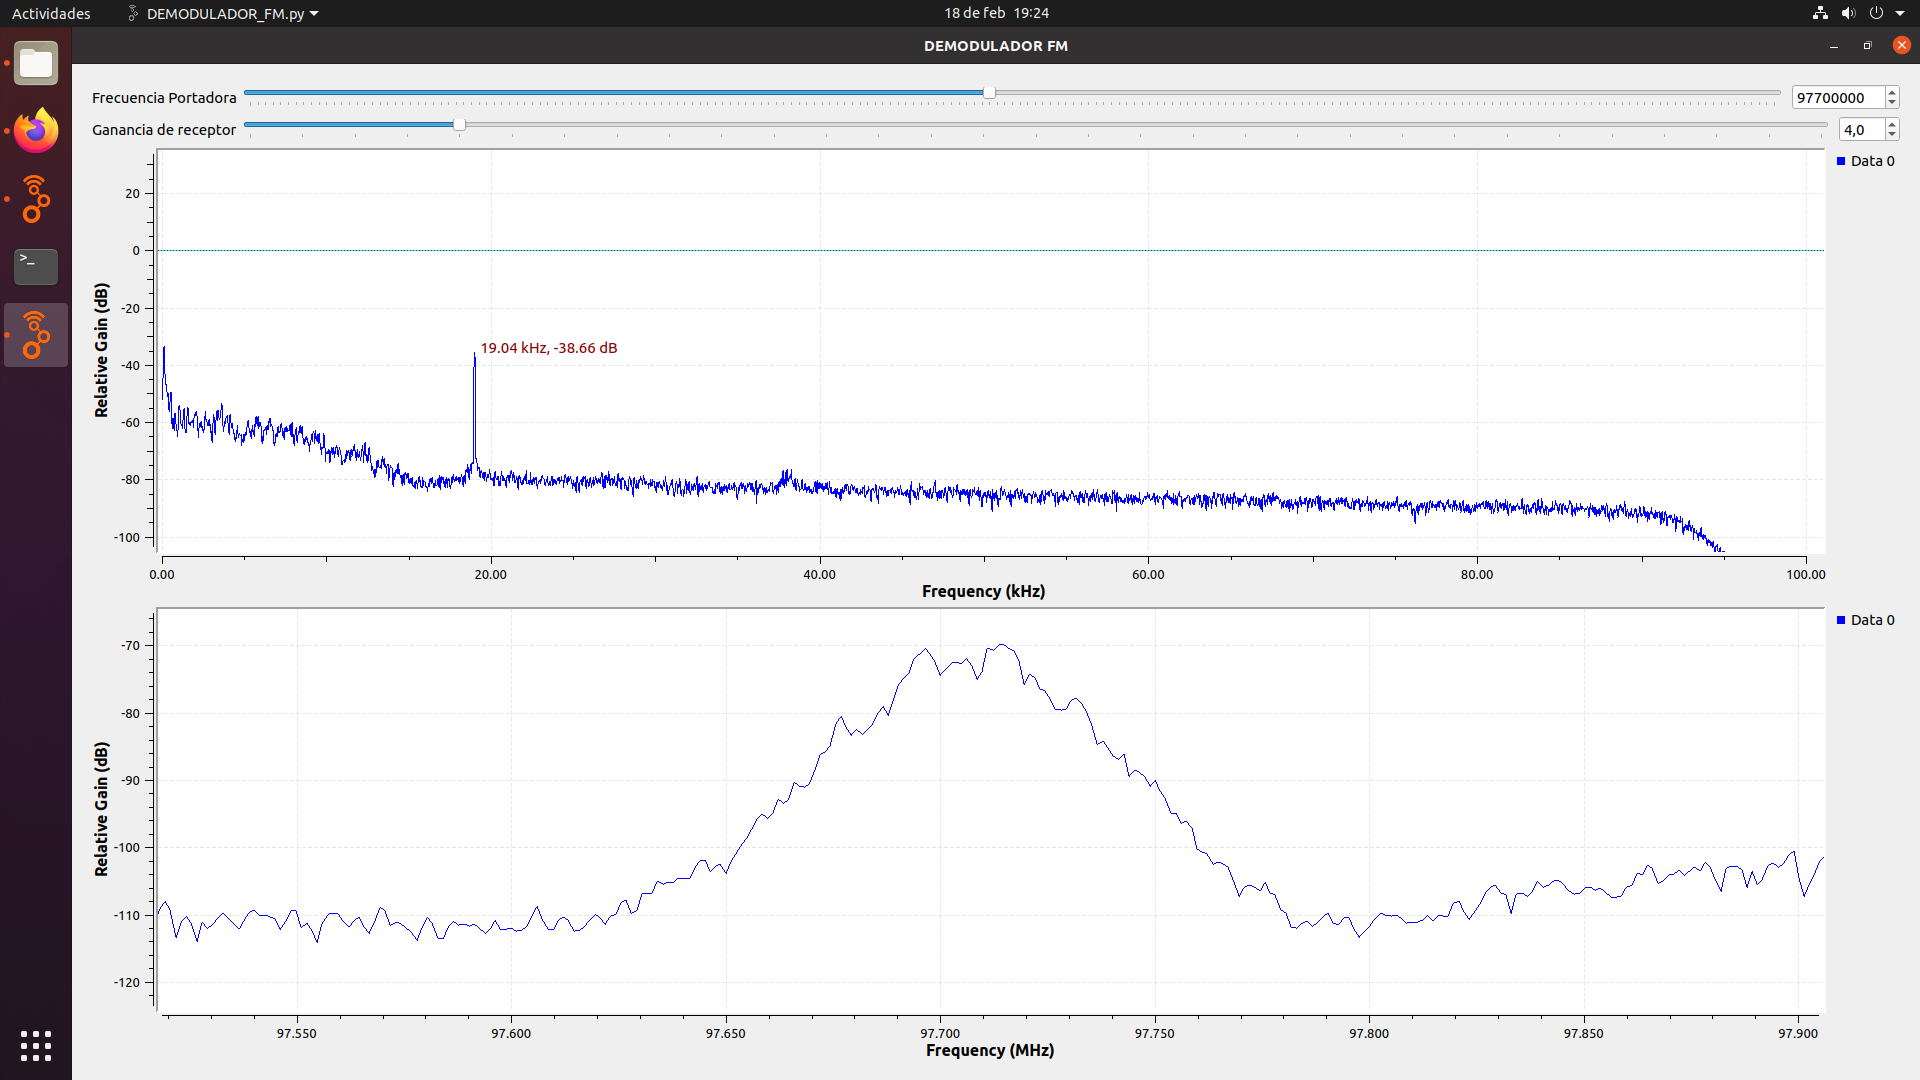 Actividades DEMODULADOR_FM.py 18 de feb 19:24
DEMODULADOR FM
Frecuencia Portadora 97700000
Ganancia de receptor 4,0
Data 0
20
0
-20
-40
-60
-80
-100
Relative Gain (dB)
19.04 kHz, -38.66 dB
0.00 20.00 40.00 60.00 80.00 100.00
Frequency (kHz)
Data 0
-70
-80
-90
-100
-110
-120
Relative Gain (dB)
97.550 97.600 97.650 97.700 97.750 97.800 97.850 97.900
Frequency (MHz)
>_